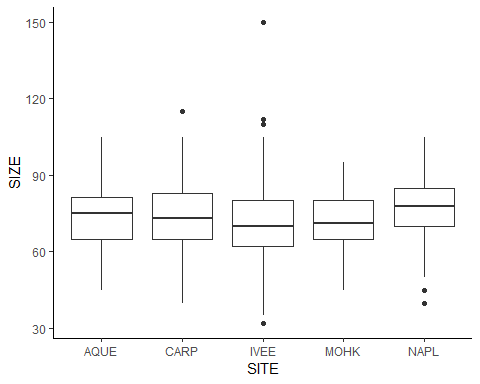 150
120
90
60
30
SIZE
AQUE CARP IVEE MOHK NAPL
SITE